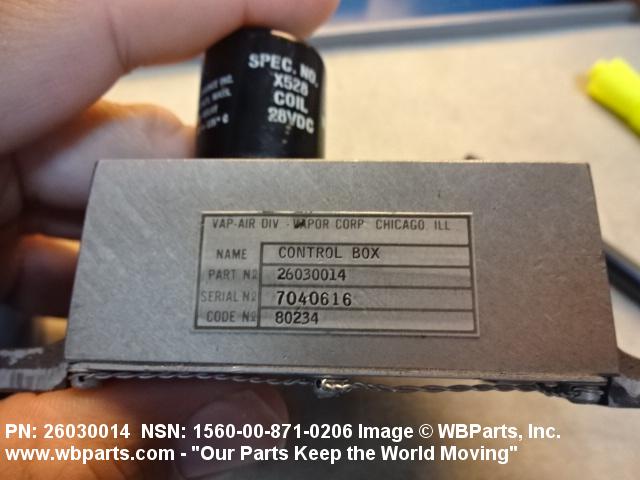 SPEC. NO.
X528
COIL
28VDC
VAP-AIR DIV - VAPOR CORP. CHICAGO, ILL
NAME CONTROL BOX
PART Nº 26030014
SERIAL Nº 7040616
CODE Nº 80234
PN: 26030014 NSN: 1560-00-871-0206 Image © WBParts, Inc.
www.wbparts.com - "Our Parts Keep the World Moving"